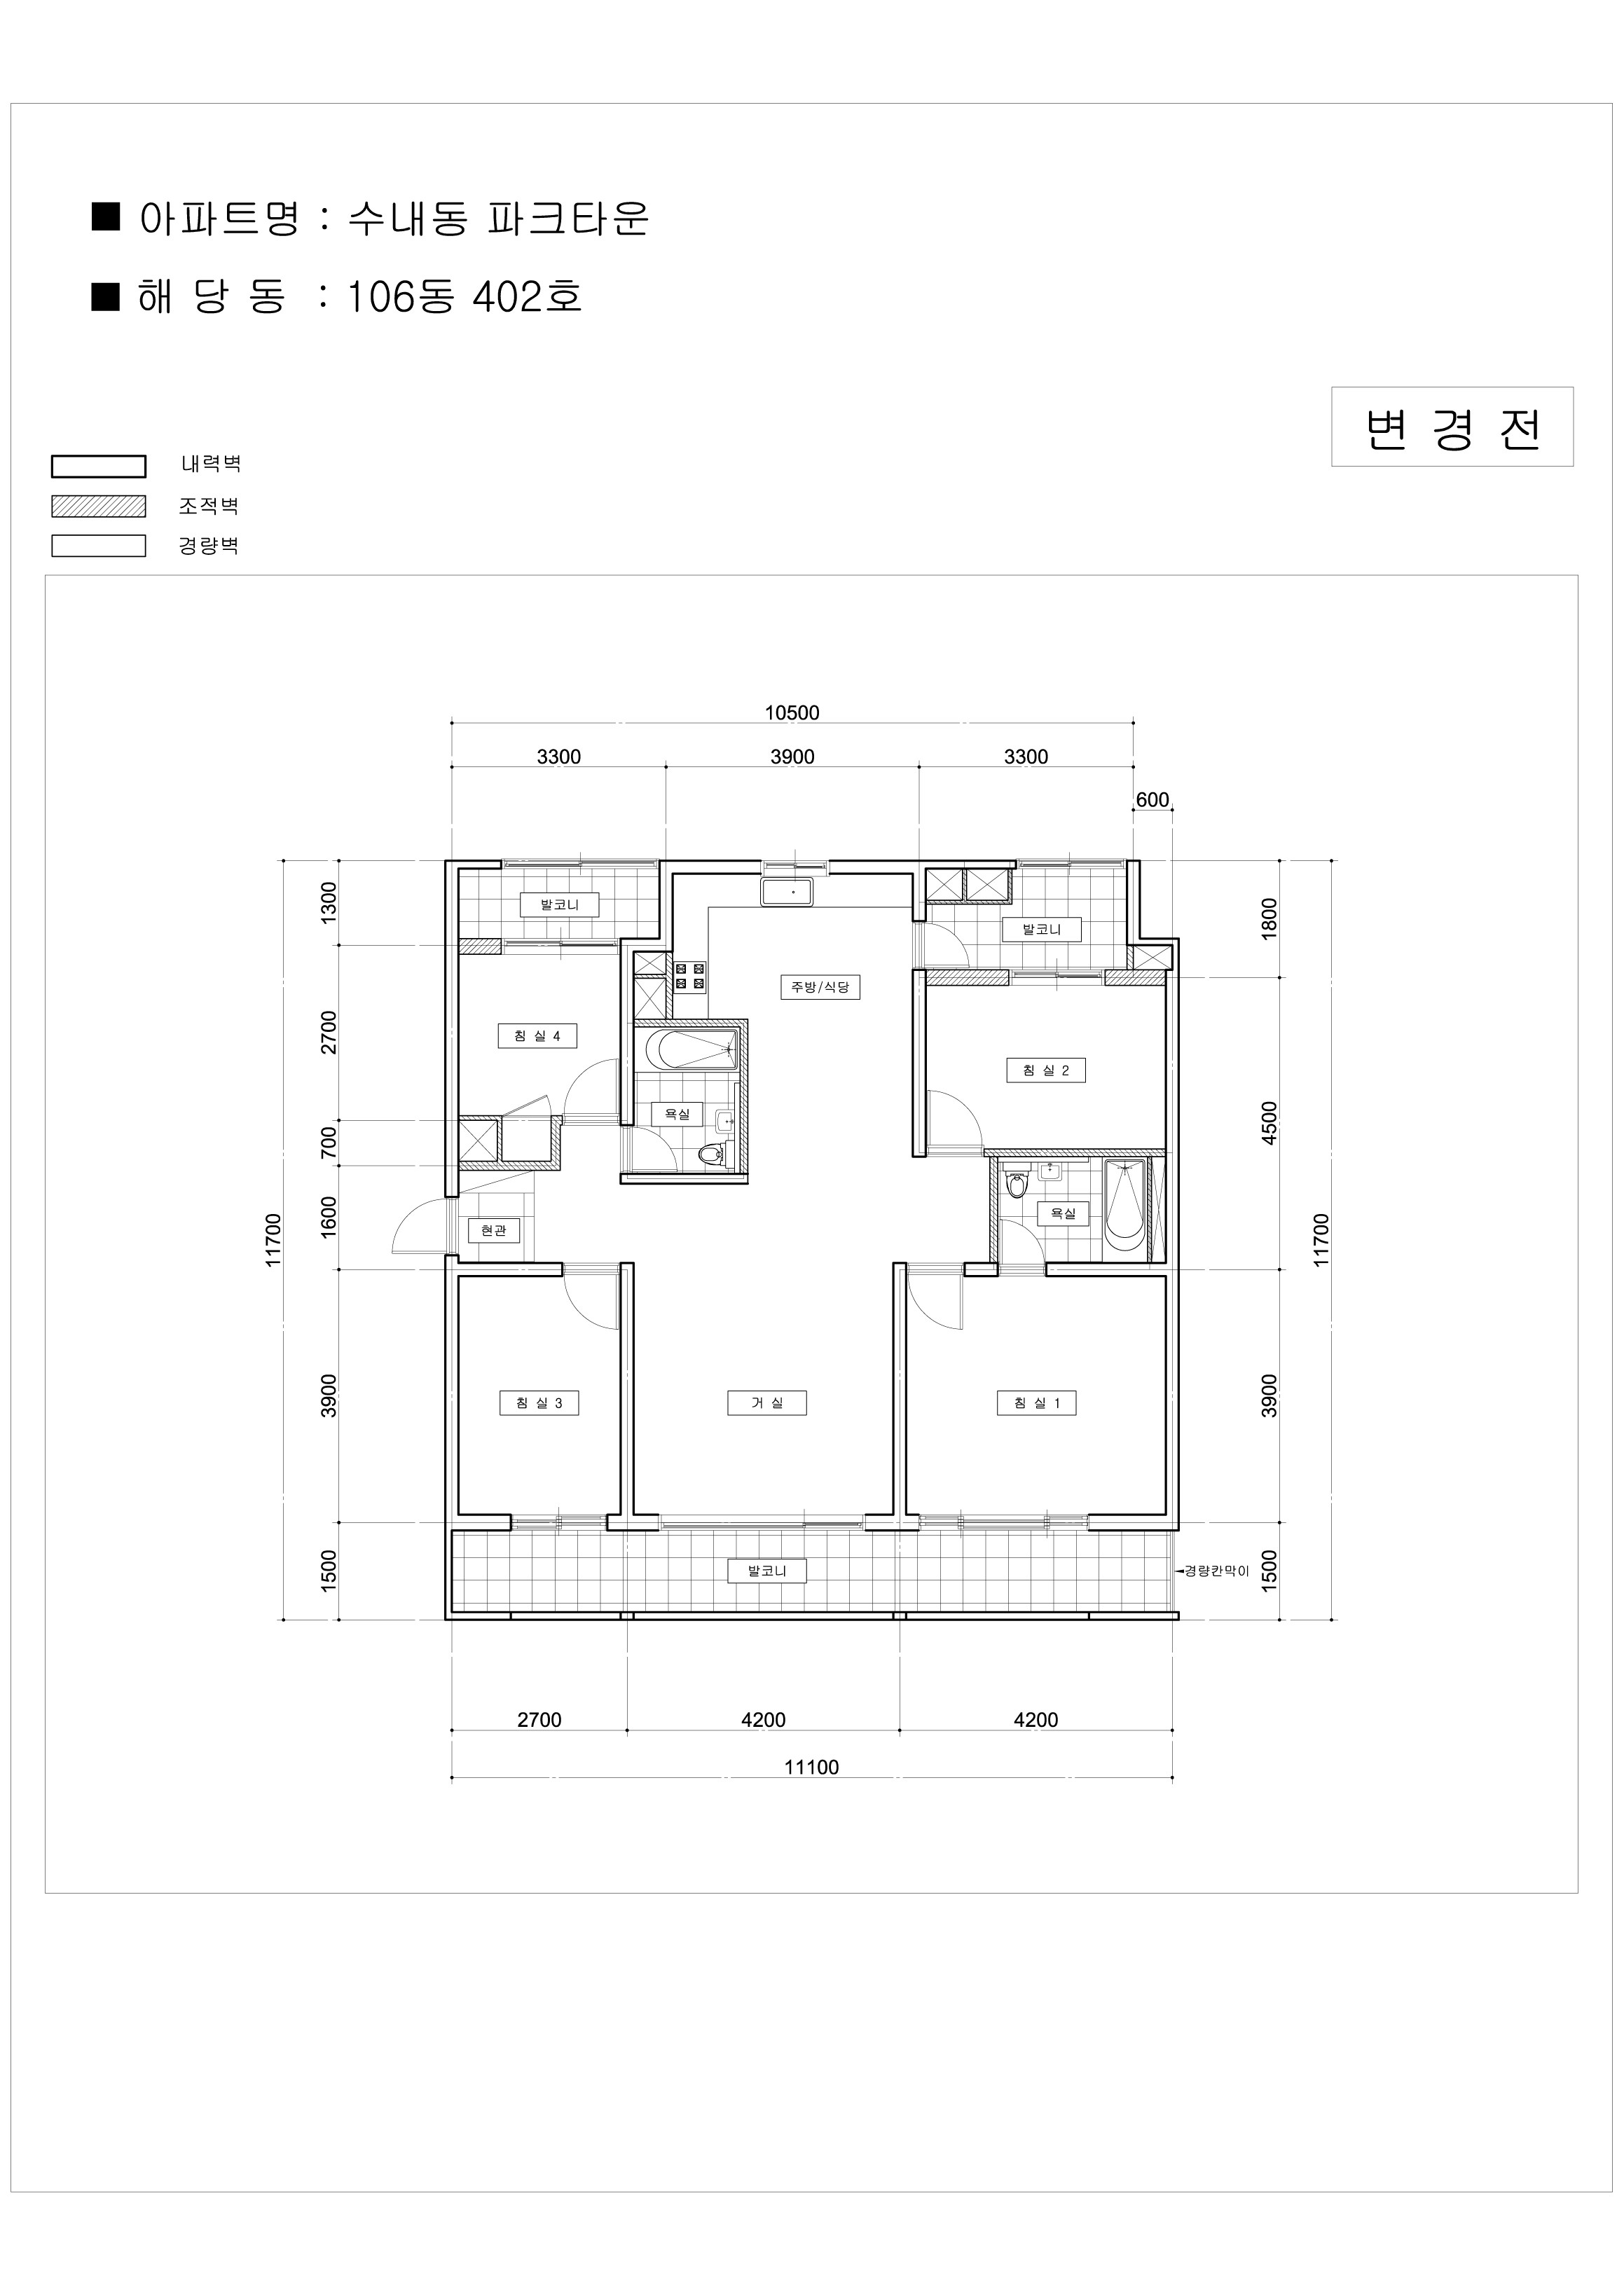 ■ 아파트명 : 수내동 파크타운
■ 해 당 동 : 106동 402호
변 경 전
내력벽
조적벽
경량벽
10500
3300 3900 3300
600
1300
1800
발코니
발코니
주방/식당
2700
침 실 4
침 실 2
4500
욕실
700
1600
욕실
현관
11700
11700
3900
침 실 3
거 실
침 실 1
3900
1500
발코니
경량칸막이
1500
2700 4200 4200
11100